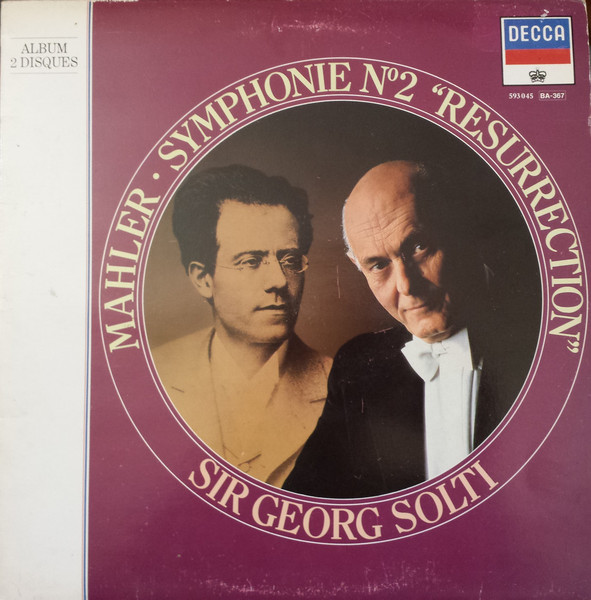 ALBUM
2 DISQUES
DECCA
593045 BA-367
MAHLER · SYMPHONIE Nº2 “RESURRECTION”
SIR GEORG SOLTI